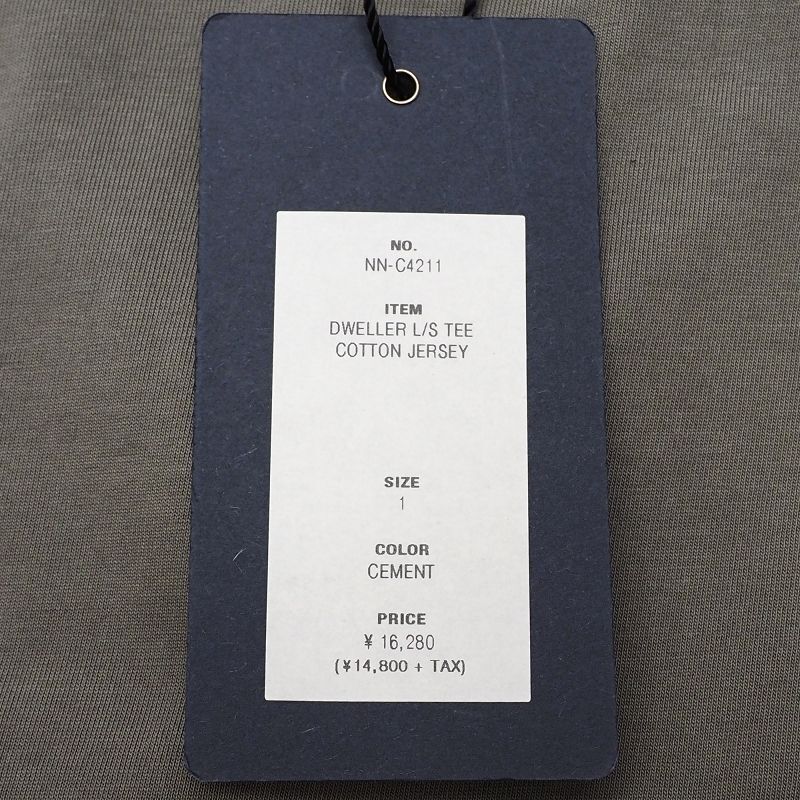 NO.
NN-C4211
ITEM
DWELLER L/S TEE
COTTON JERSEY
SIZE
1
COLOR
CEMENT
PRICE
¥ 16,280
(¥14,800 + TAX)